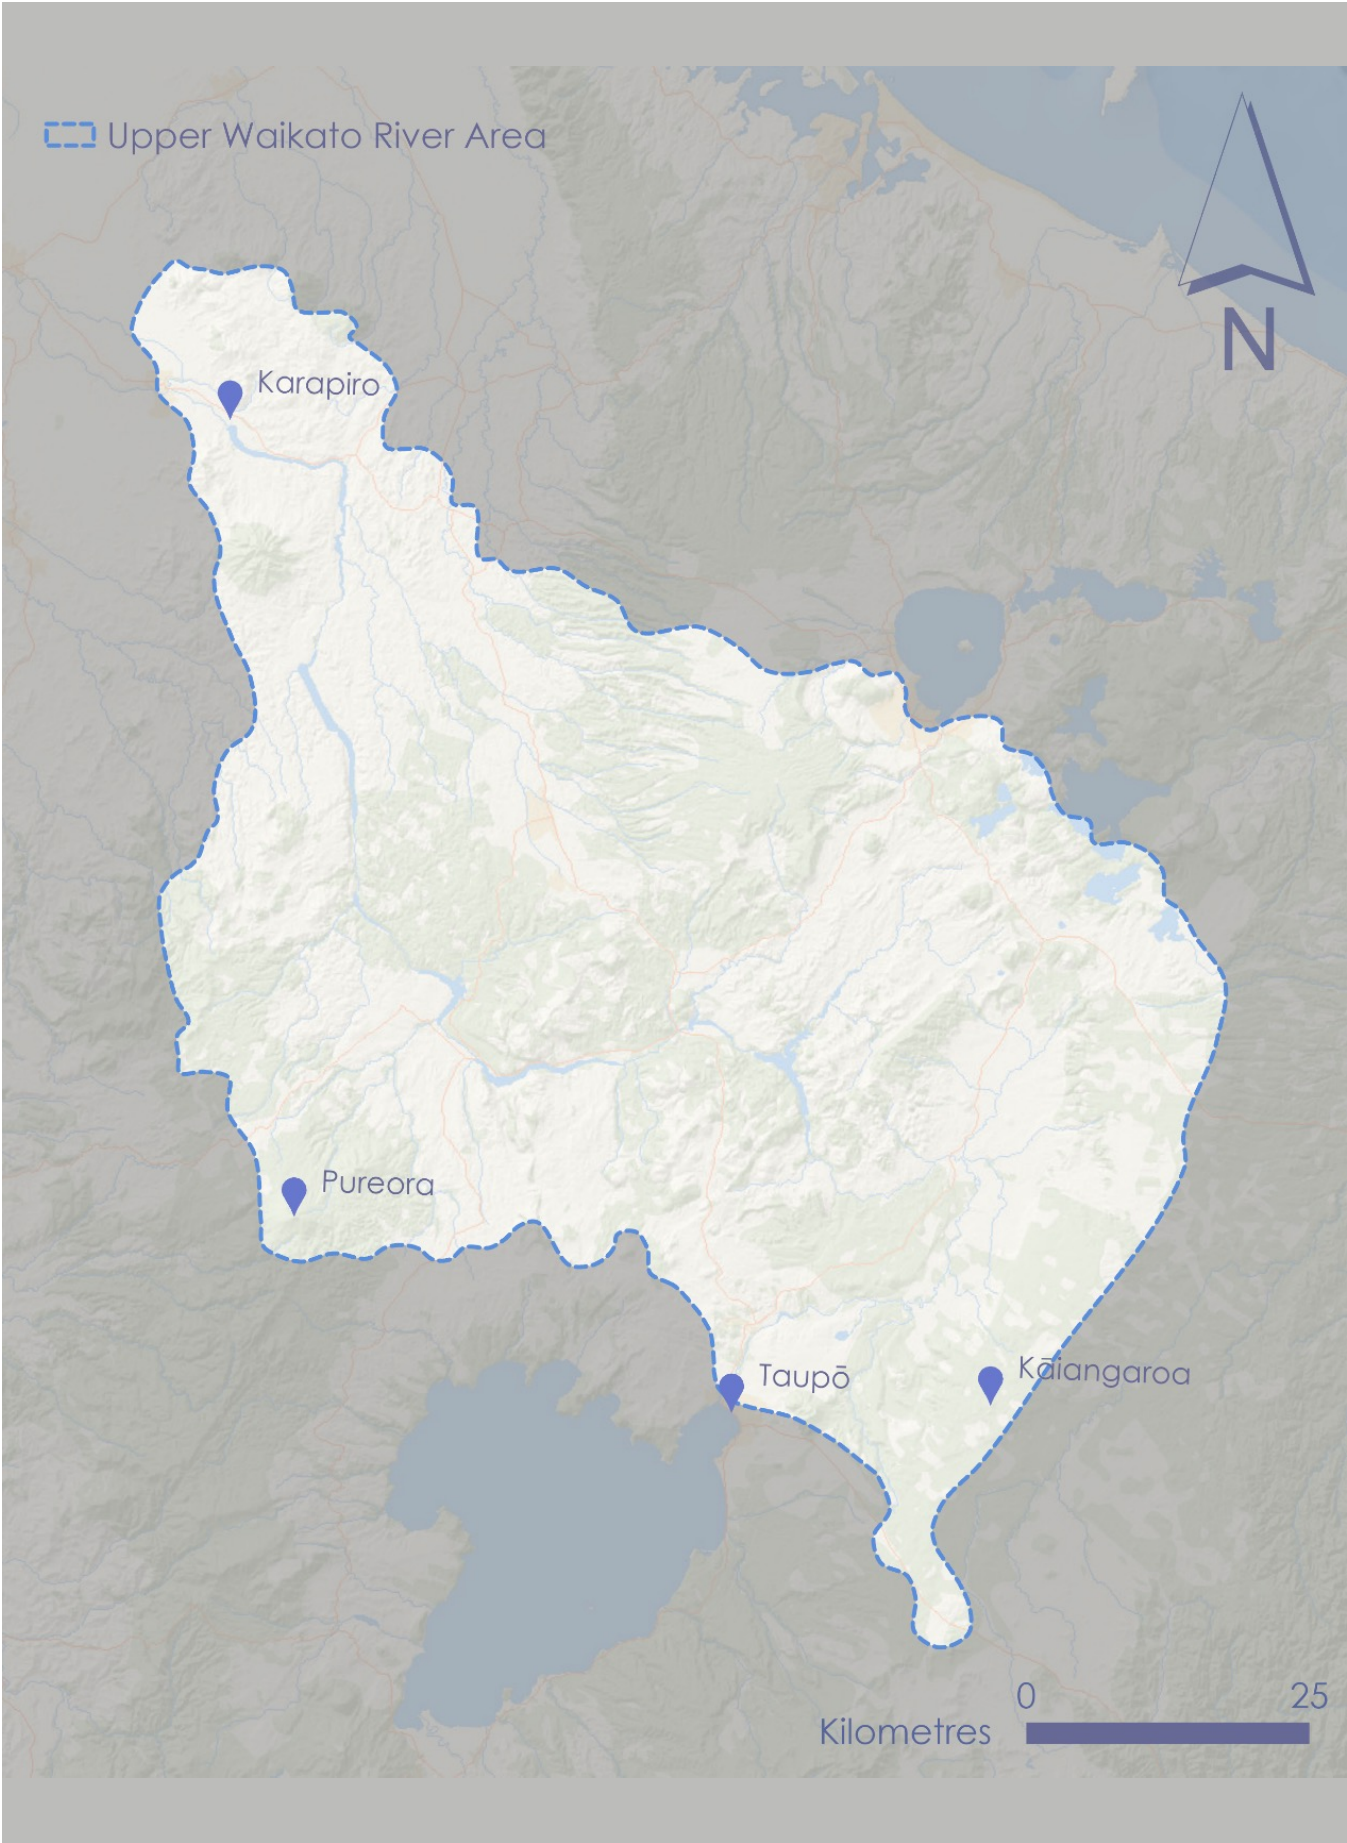 Upper Waikato River Area
N
Karapiro
Pureora
Taupō
Kāiangaroa
0 25
Kilometres